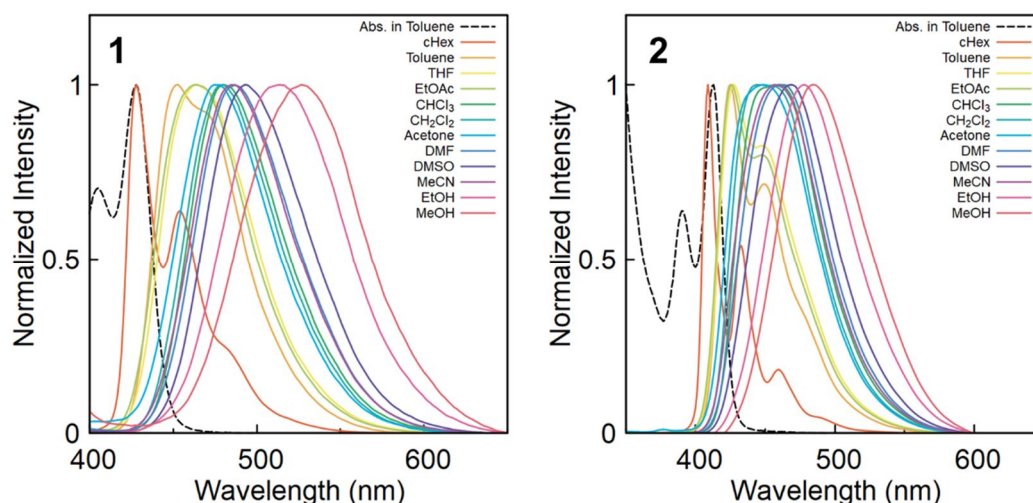 1
Abs. in Toluene
cHex
Toluene
THF
EtOAc
CHCl₃
CH₂Cl₂
Acetone
DMF
DMSO
MeCN
EtOH
MeOH
Normalized Intensity
1
0.5
0
400
500
600
Wavelength (nm)
2
Abs. in Toluene
cHex
Toluene
THF
EtOAc
CHCl₃
CH₂Cl₂
Acetone
DMF
DMSO
MeCN
EtOH
MeOH
Normalized Intensity
1
0.5
0
400
500
600
Wavelength (nm)